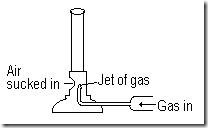 Air
sucked in
Jet of gas
Gas in